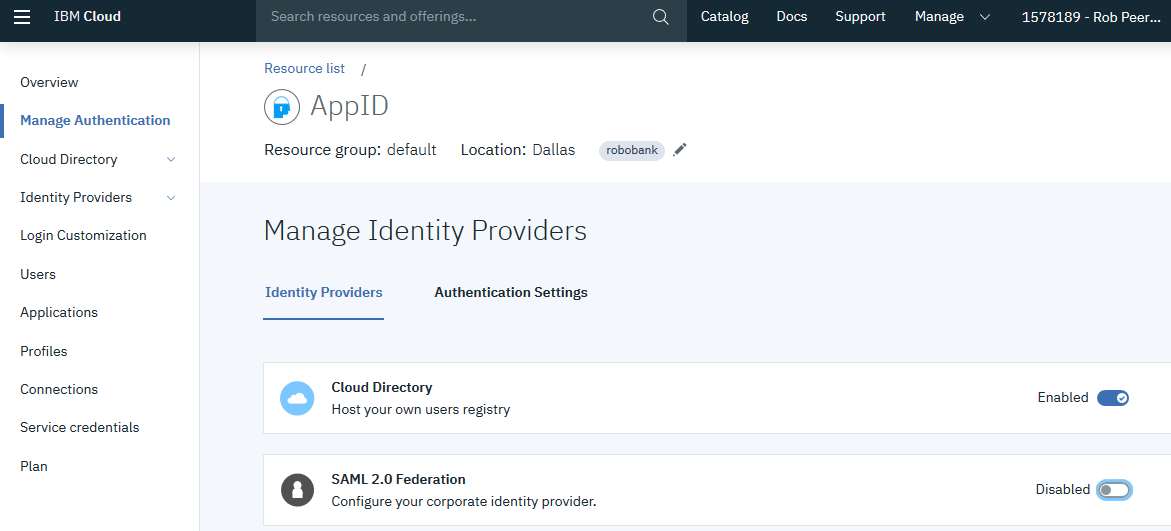 IBM Cloud
Search resources and offerings...
Catalog
Docs
Support
Manage
1578189 - Rob Peer...
Overview
Manage Authentication
Cloud Directory
Identity Providers
Login Customization
Users
Applications
Profiles
Connections
Service credentials
Plan
Resource list /
AppID
Resource group: default Location: Dallas robobank
Manage Identity Providers
Identity Providers
Authentication Settings
Cloud Directory
Host your own users registry
Enabled
SAML 2.0 Federation
Configure your corporate identity provider.
Disabled